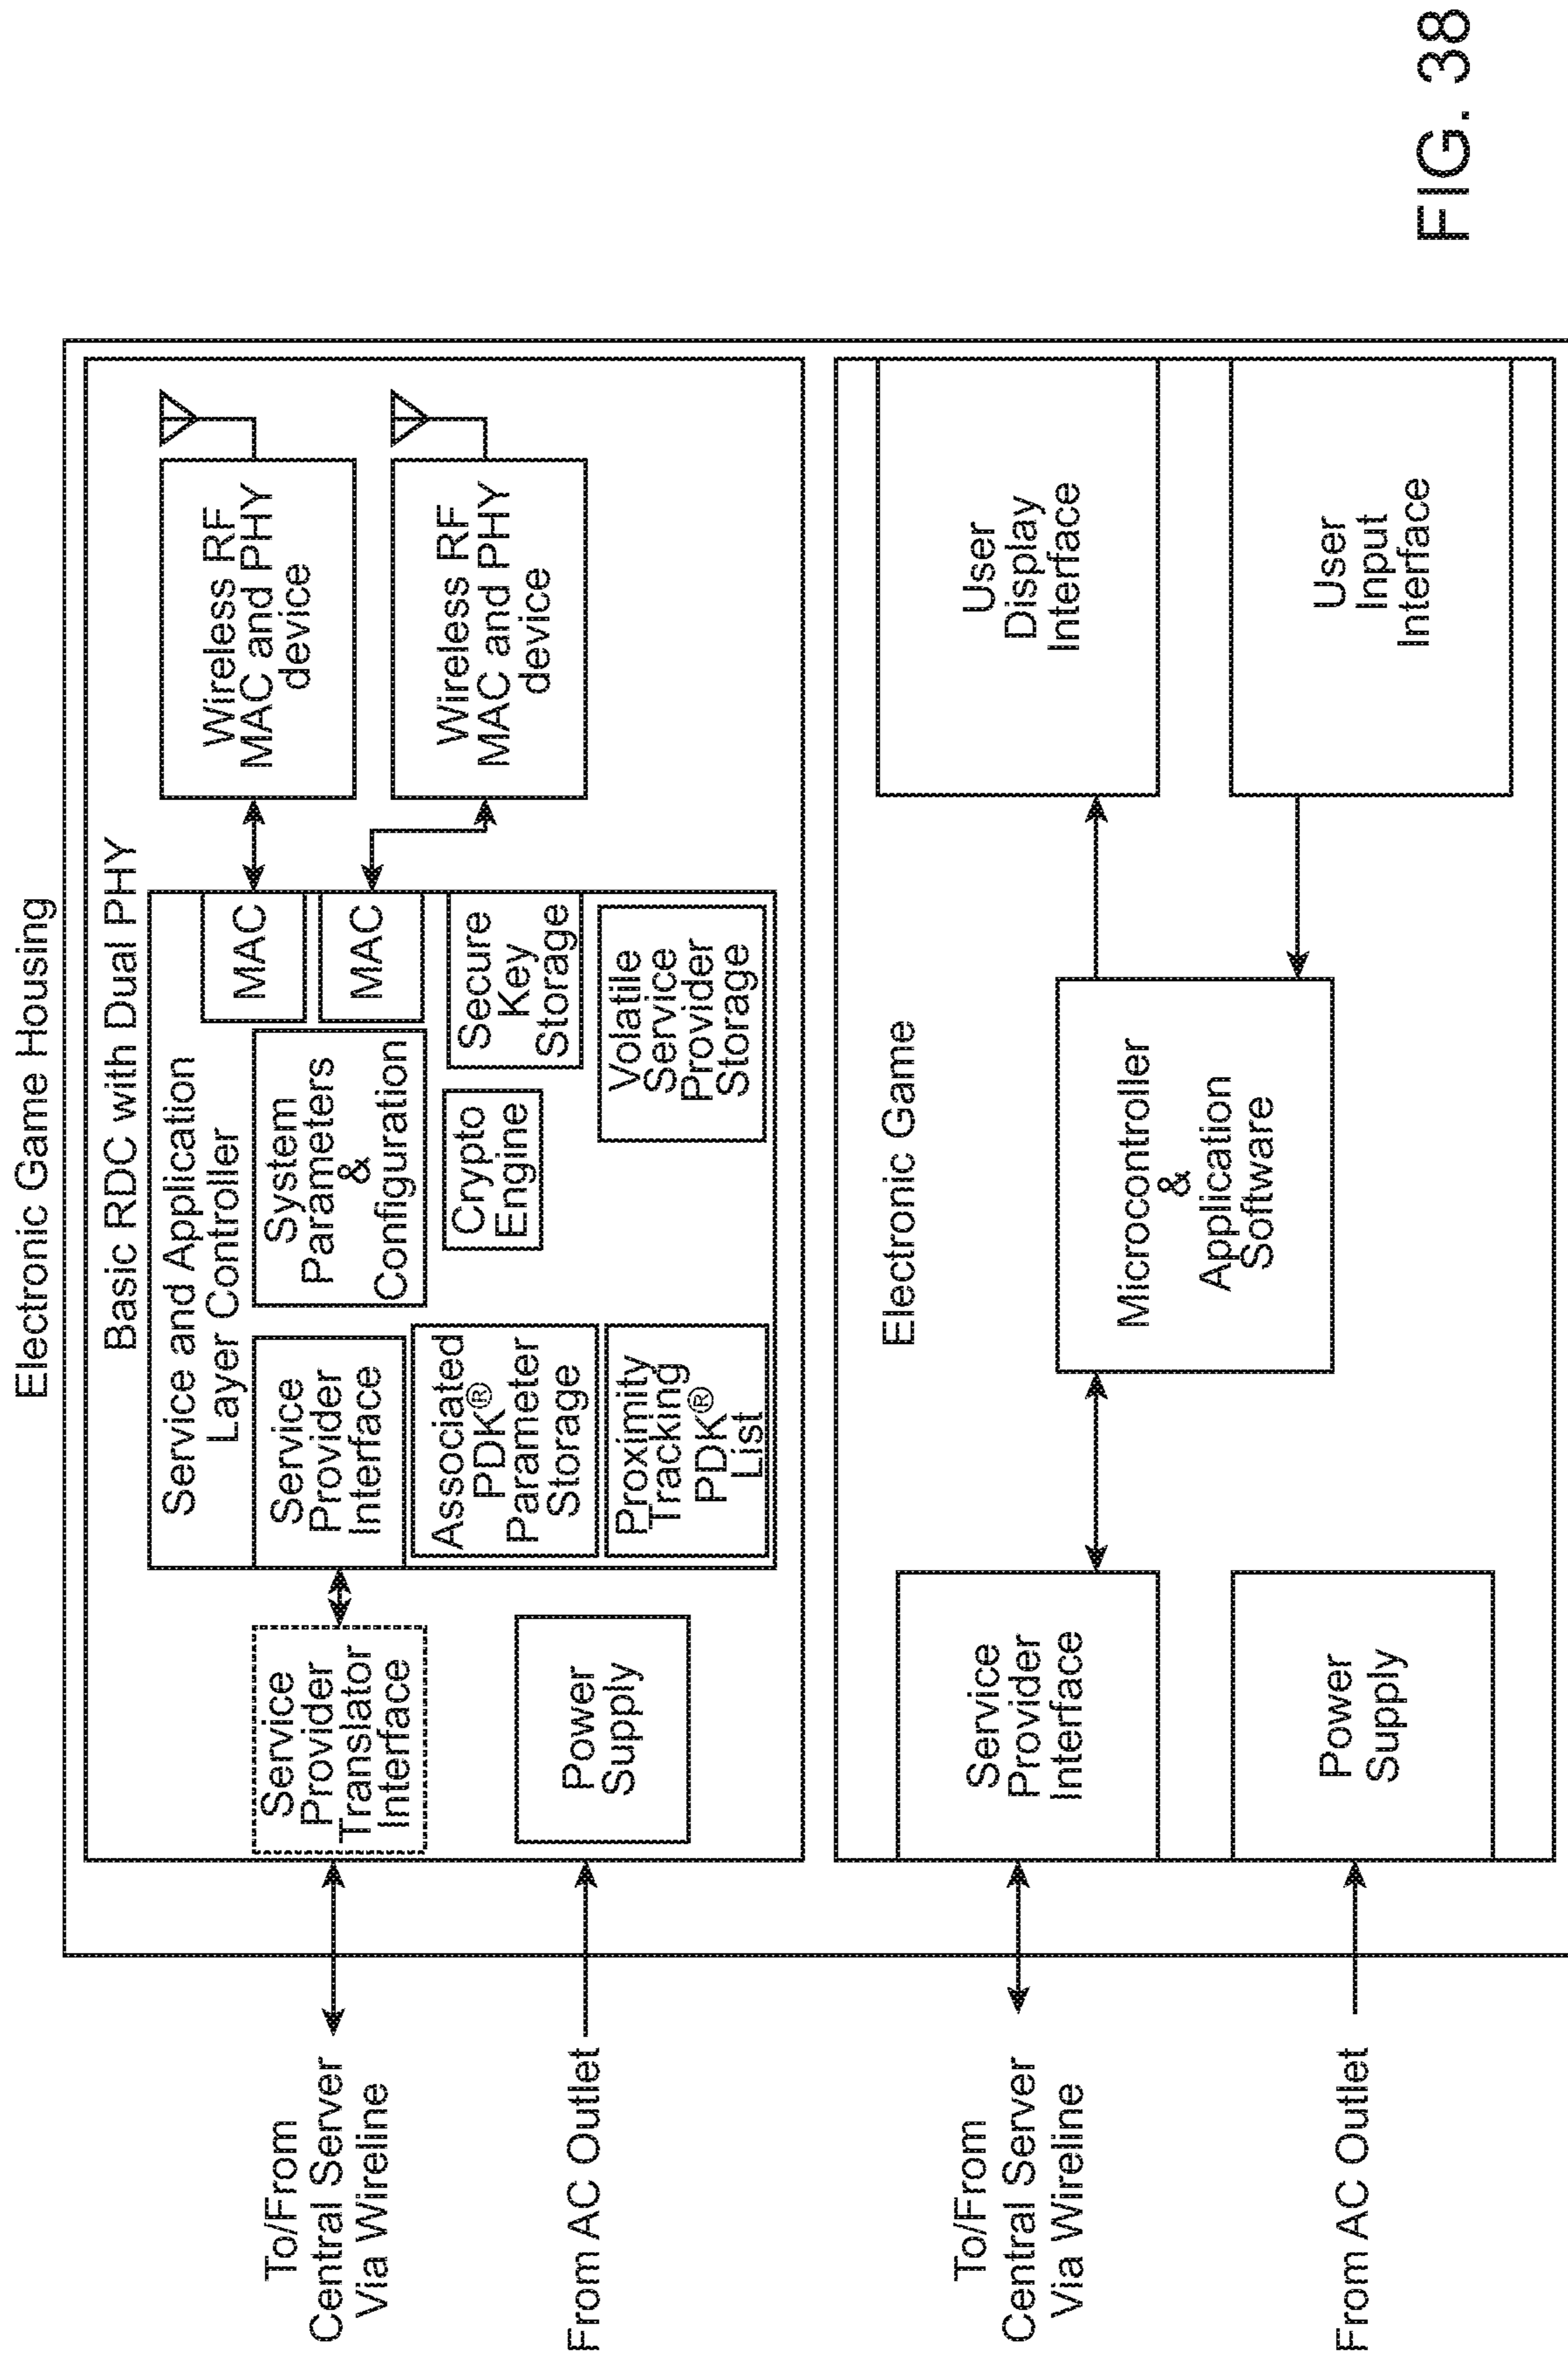 Electronic Game Housing
Basic RDC with Dual PHY
Service and Application
Layer Controller
To/From
Central Server
Via Wireline
Service
Provider
Translator
Interface
Service
Provider
Interface
System
Parameters
&
Configuration
MAC
MAC
Wireless RF
MAC and PHY
device
Wireless RF
MAC and PHY
device
From AC Outlet
Power
Supply
Associated
PDK®
Parameter
Storage
Crypto
Engine
Secure
Key
Storage
Proximity
Tracking
PDK®
List
Volatile
Service
Provider
Storage
Electronic Game
To/From
Central Server
Via Wireline
Service
Provider
Interface
Microcontroller
&
Application
Software
User
Display
Interface
From AC Outlet
Power
Supply
User
Input
Interface
FIG. 38